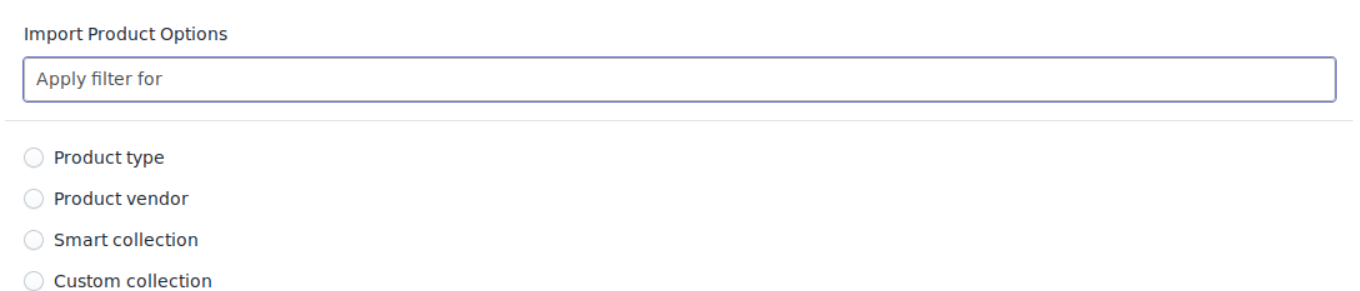 Import Product Options
Apply filter for
Product type
Product vendor
Smart collection
Custom collection